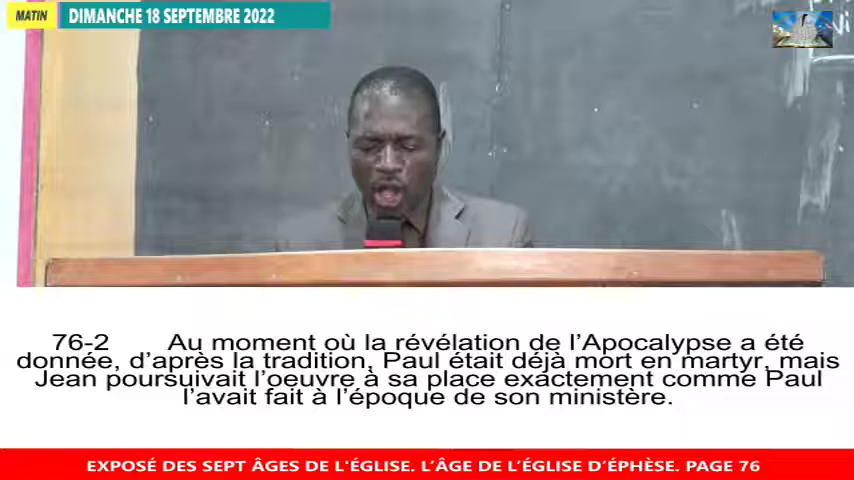 MATIN
DIMANCHE 18 SEPTEMBRE 2022
76-2 Au moment où la révélation de l'Apocalypse a été
donnée, d'après la tradition, Paul était déjà mort en martyr, mais
Jean poursuivait l'oeuvre à sa place exactement comme Paul
l'avait fait à l'époque de son ministère.
EXPOSÉ DES SEPT ÂGES DE L'ÉGLISE. L'ÂGE DE L'ÉGLISE D'ÉPHÈSE. PAGE 76